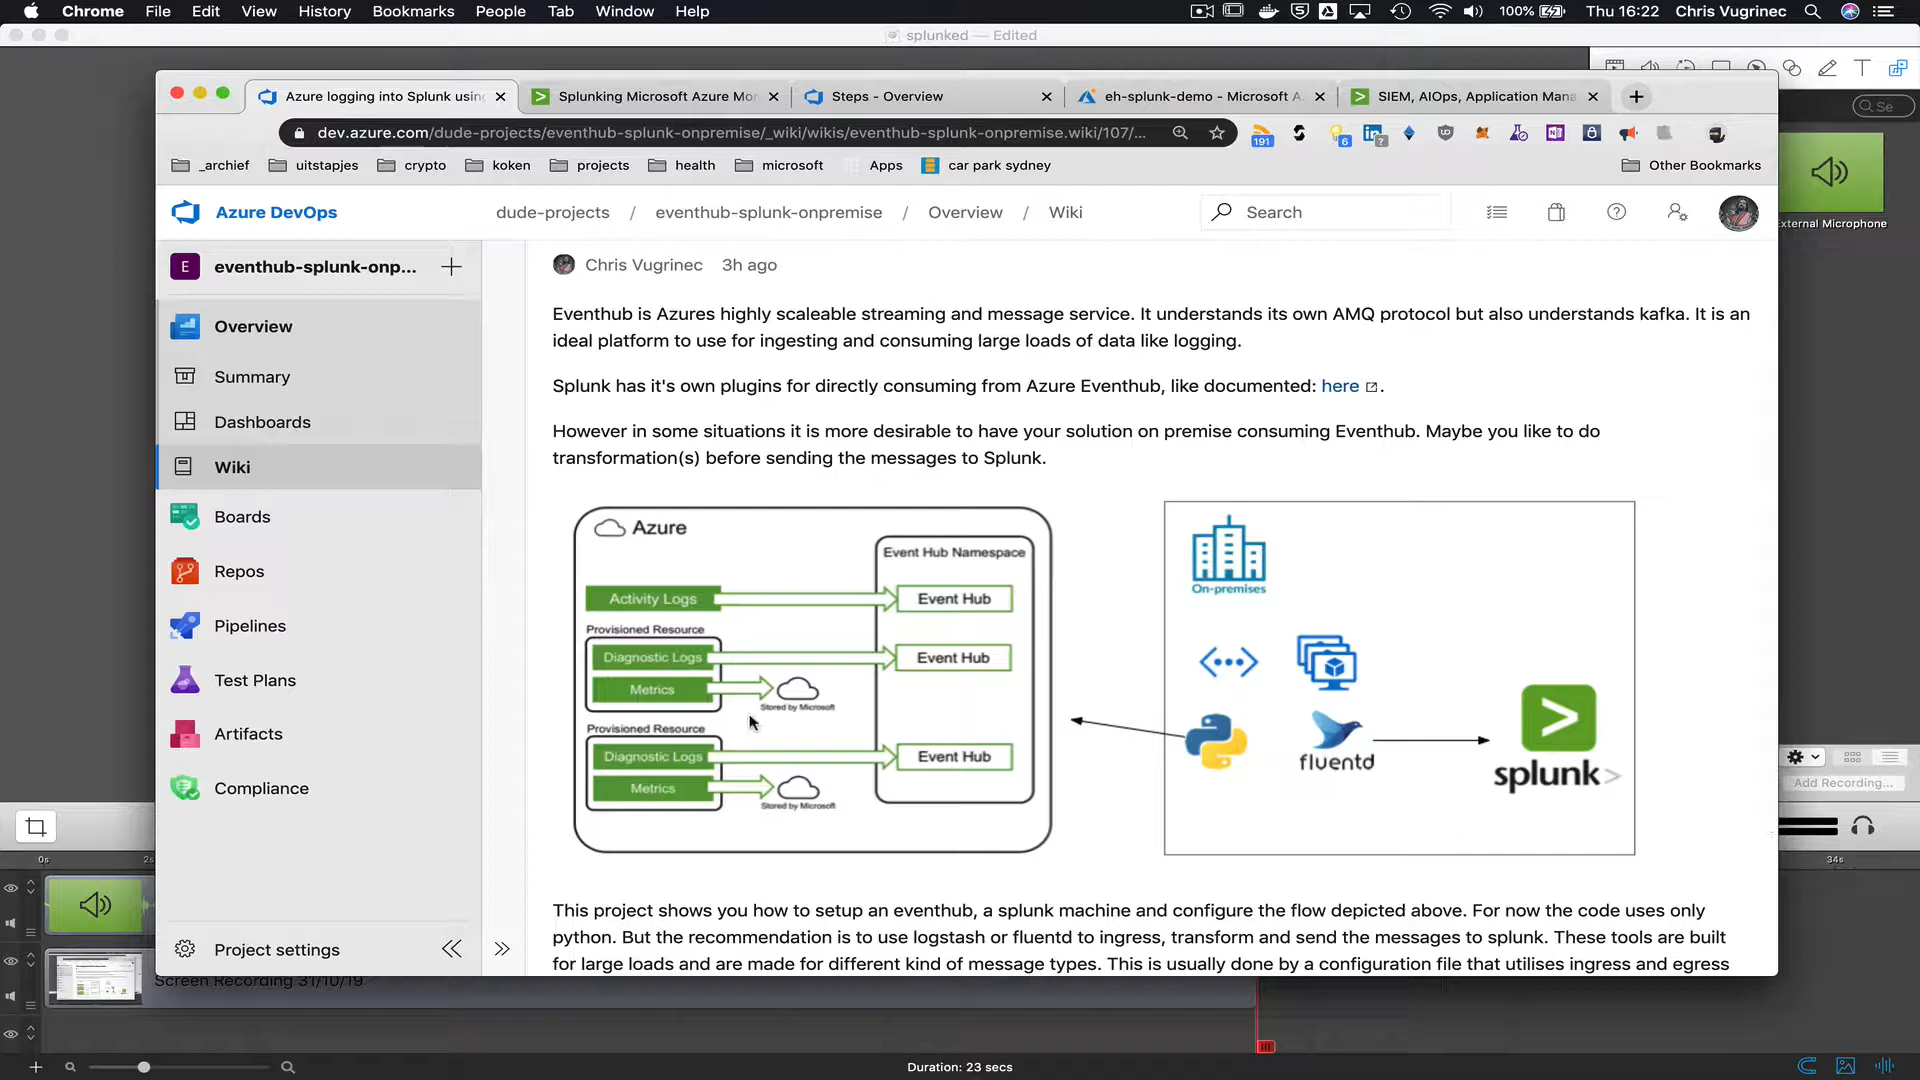 Chrome File Edit View History Bookmarks People Tab Window Help 100% Thu 16:22 Chris Vugrinec
splunked — Edited
Azure logging into Splunk using
Splunking Microsoft Azure Mo
Steps - Overview
eh-splunk-demo - Microsoft A
SIEM, AIOps, Application Mana
Se
dev.azure.com/dude-projects/eventhub-splunk-onpremise/_wiki/wikis/eventhub-splunk-onpremise.wiki/107/...
191
6
?
_archief uitstapjes crypto koken projects health microsoft Apps car park sydney Other Bookmarks
Azure DevOps dude-projects / eventhub-splunk-onpremise / Overview / Wiki Search
External Microphone
E eventhub-splunk-onp...
Overview
Summary
Dashboards
Wiki
Boards
Repos
Pipelines
Test Plans
Artifacts
Compliance
Project settings
Chris Vugrinec 3h ago
Eventhub is Azures highly scaleable streaming and message service. It understands its own AMQ protocol but also understands kafka. It is an
ideal platform to use for ingesting and consuming large loads of data like logging.
Splunk has it's own plugins for directly consuming from Azure Eventhub, like documented: here.
However in some situations it is more desirable to have your solution on premise consuming Eventhub. Maybe you like to do
transformation(s) before sending the messages to Splunk.
Azure
Event Hub Namespace
Activity Logs
Event Hub
Provisioned Resource
Diagnostic Logs
Event Hub
Metrics
Stored by Microsoft
Provisioned Resource
Diagnostic Logs
Event Hub
Metrics
Stored by Microsoft
On-premises
fluentd
splunk>
This project shows you how to setup an eventhub, a splunk machine and configure the flow depicted above. For now the code uses only
python. But the recommendation is to use logstash or fluentd to ingress, transform and send the messages to splunk. These tools are built
for large loads and are made for different kind of message types. This is usually done by a configuration file that utilises ingress and egress
Add Recording...
0s
2s
34s
Screen Recording 31/10/19
Duration: 23 secs